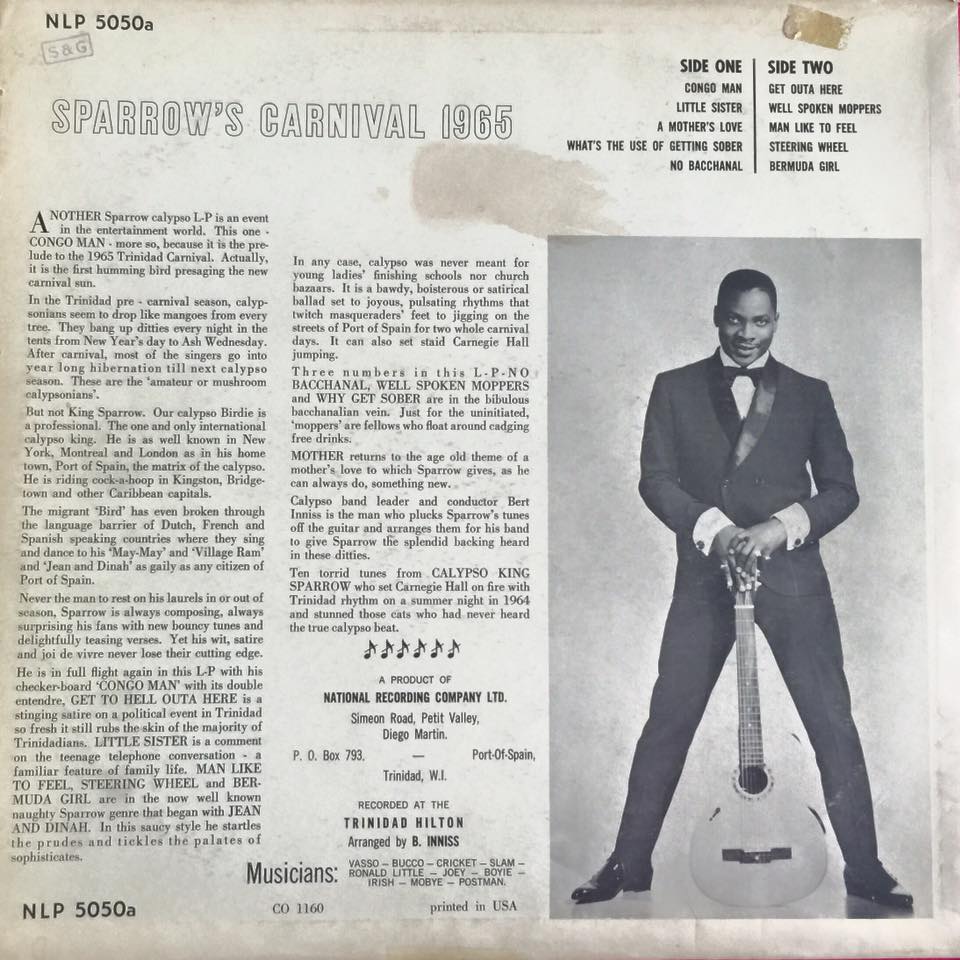 NLP 5050a
S&G
SPARROW'S CARNIVAL 1965
SIDE ONE
CONGO MAN
LITTLE SISTER
A MOTHER'S LOVE
WHAT'S THE USE OF GETTING SOBER
NO BACCHANAL
SIDE TWO
GET OUTA HERE
WELL SPOKEN MOPPERS
MAN LIKE TO FEEL
STEERING WHEEL
BERMUDA GIRL
ANOTHER Sparrow calypso L-P is an event
in the entertainment world. This one -
CONGO MAN - more so, because it is the pre-
lude to the 1965 Trinidad Carnival. Actually,
it is the first humming bird presaging the new
carnival sun.
In the Trinidad pre - carnival season, calyp-
sonians seem to drop like mangoes from every
tree. They bang up ditties every night in the
tents from New Year's day to Ash Wednesday.
After carnival, most of the singers go into
year long hibernation till next calypso
season. These are the 'amateur or mushroom
calypsonians'.
But not King Sparrow. Our calypso Birdie is
a professional. The one and only international
calypso king. He is as well known in New
York, Montreal and London as in his home
town, Port of Spain, the matrix of the calypso.
He is riding cock-a-hoop in Kingston, Bridge-
town and other Caribbean capitals.
The migrant 'Bird' has even broken through
the language barrier of Dutch, French and
Spanish speaking countries where they sing
and dance to his 'May-May' and 'Village Ram'
and 'Jean and Dinah' as gaily as any citizen of
Port of Spain.
Never the man to rest on his laurels in or out of
season, Sparrow is always composing, always
surprising his fans with new bouncy tunes and
delightfully teasing verses. Yet his wit, satire
and joi de vivre never lose their cutting edge.
He is in full flight again in this L-P with his
checker-board 'CONGO MAN' with its double
entendre, GET TO HELL OUTA HERE is a
stinging satire on a political event in Trinidad
so fresh it still rubs the skin of the majority of
Trinidadians. LITTLE SISTER is a comment
on the teenage telephone conversation - a
familiar feature of family life. MAN LIKE
TO FEEL, STEERING WHEEL and BER-
MUDA GIRL are in the now well known
naughty Sparrow genre that began with JEAN
AND DINAH. In this saucy style he startles
the prudes and tickles the palates of
sophisticates.
In any case, calypso was never meant for
young ladies' finishing schools nor church
bazaars. It is a bawdy, boisterous or satirical
ballad set to joyous, pulsating rhythms that
twitch masqueraders' feet to jigging on the
streets of Port of Spain for two whole carnival
days. It can also set staid Carnegie Hall
jumping.
Three numbers in this L-P-NO
BACCHANAL, WELL SPOKEN MOPPERS
and WHY GET SOBER are in the bibulous
bacchanalian vein. Just for the uninitiated,
'moppers' are fellows who float around cadging
free drinks.
MOTHER returns to the age old theme of a
mother's love to which Sparrow gives, as he
can always do, something new.
Calypso band leader and conductor Bert
Inniss is the man who plucks Sparrow's tunes
off the guitar and arranges them for his band
to give Sparrow the splendid backing heard
in these ditties.
Ten torrid tunes from CALYPSO KING
SPARROW who set Carnegie Hall on fire with
Trinidad rhythm on a summer night in 1964
and stunned those cats who had never heard
the true calypso beat.
A PRODUCT OF
NATIONAL RECORDING COMPANY LTD.
Simeon Road, Petit Valley,
Diego Martin.
P. O. Box 793. — Port-Of-Spain,
Trinidad, W.I.
RECORDED AT THE
TRINIDAD HILTON
Arranged by B. INNISS
Musicians: VASSO – BUCCO – CRICKET – SLAM –
RONALD LITTLE – JOEY – BOYIE –
IRISH – MOBYE – POSTMAN.
NLP 5050a
CO 1160
printed in USA